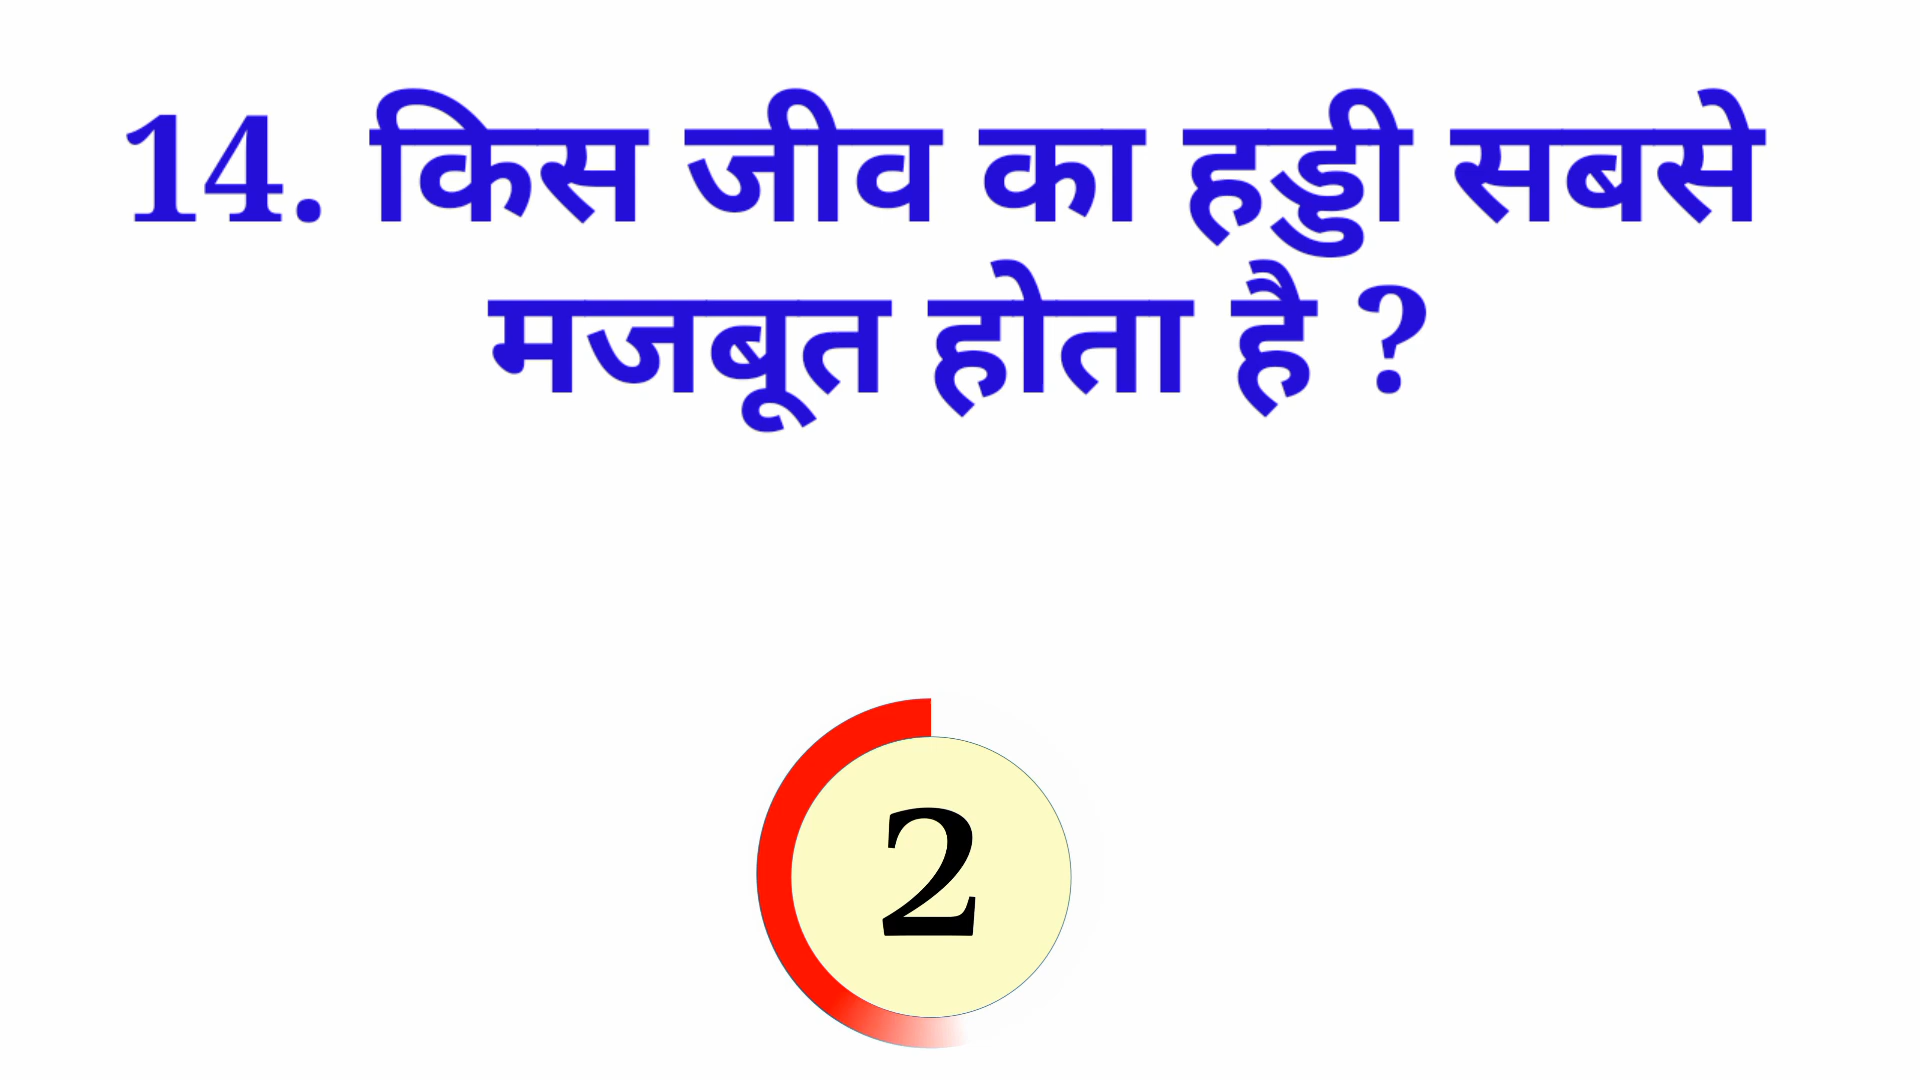 14. किस जीव का हड्डी सबसे
मजबूत होता है ?
2